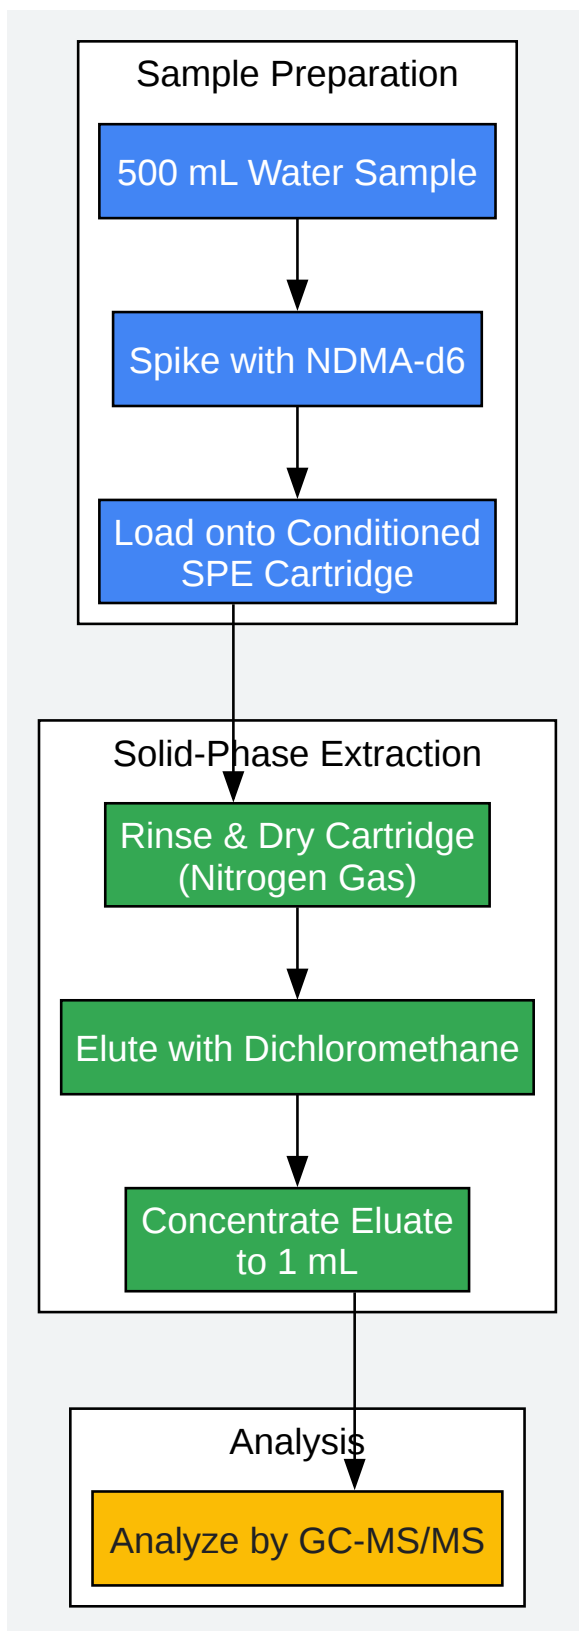 Sample Preparation
500 mL Water Sample
Spike with NDMA-d6
Load onto Conditioned
SPE Cartridge
Solid-Phase Extraction
Rinse & Dry Cartridge
(Nitrogen Gas)
Elute with Dichloromethane
Concentrate Eluate
to 1 mL
Analysis
Analyze by GC-MS/MS